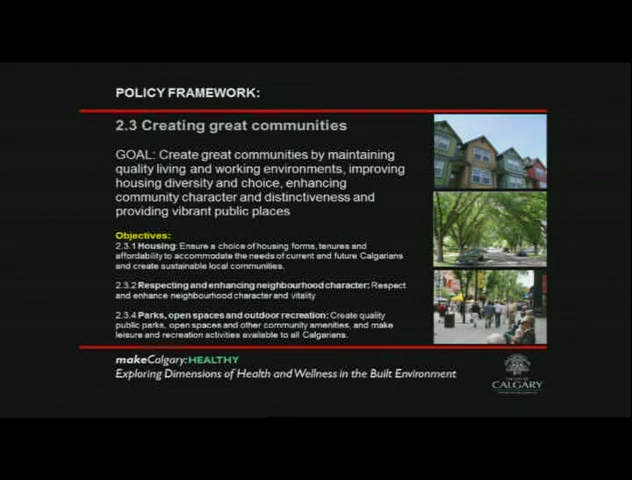 POLICY FRAMEWORK:
2.3 Creating great communities
GOAL: Create great communities by maintaining
quality living and working environments, improving
housing diversity and choice, enhancing
community character and distinctiveness and
providing vibrant public places
Objectives:
2.3.1 Housing: Ensure a choice of housing forms, tenures and
affordability to accommodate the needs of current and future Calgarians
and create sustainable local communities.
2.3.2 Respecting and enhancing neighbourhood character: Respect
and enhance neighbourhood character and vitality
2.3.4 Parks, open spaces and outdoor recreation: Create quality
public parks, open spaces and other community amenities, and make
leisure and recreation activities available to all Calgarians.
makeCalgary:HEALTHY
Exploring Dimensions of Health and Wellness in the Built Environment
CALGARY